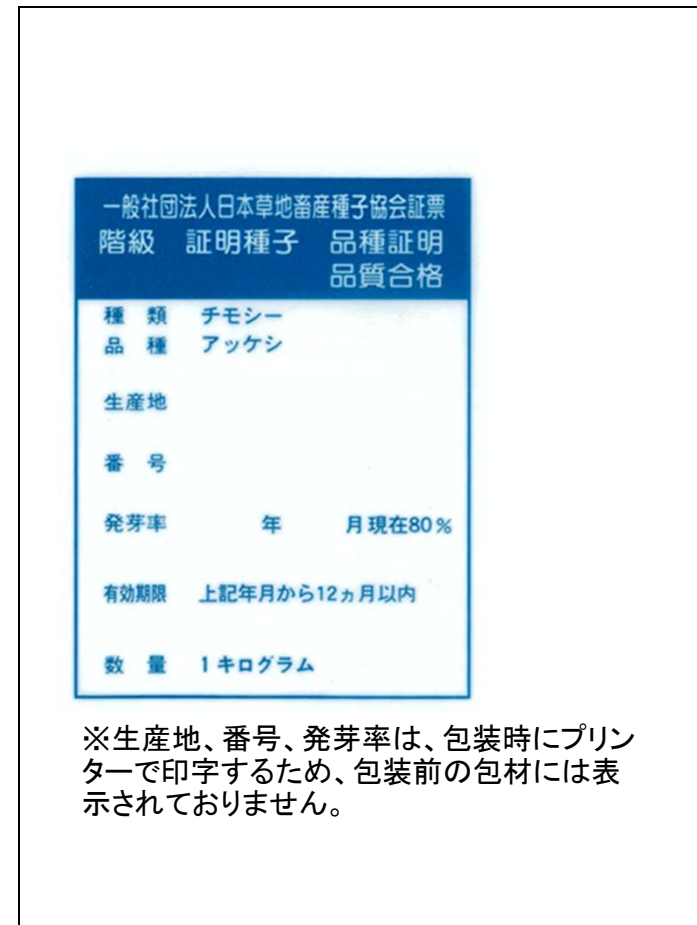 一般社団法人日本草地畜産種子協会証票
階級 証明種子 品種証明
品質合格
種 類 チモシー
品 種 アッケシ
生産地
番 号
発芽率 年 月現在80%
有効期限 上記年月から12ヵ月以内
数 量 1キログラム
※生産地、番号、発芽率は、包装時にプリン
ターで印字するため、包装前の包材には表
示されておりません。